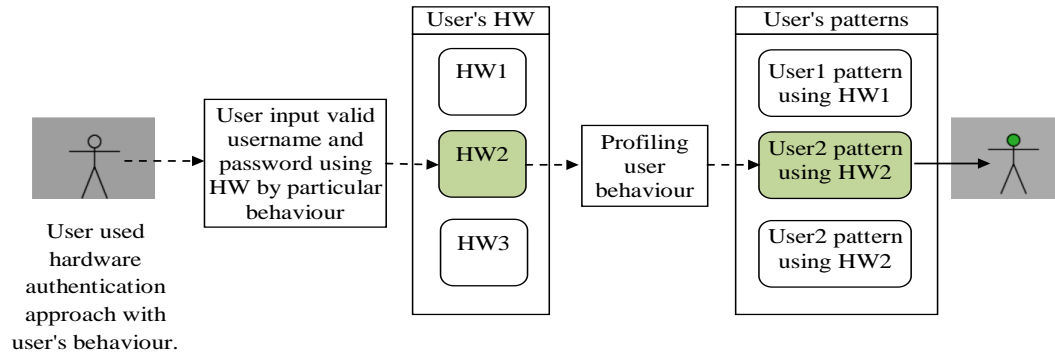 User used
hardware
authentication
approach with
user's behaviour.
User input valid
username and
password using
HW by particular
behaviour
User's HW
HW1
HW2
HW3
Profiling
user
behaviour
User's patterns
User1 pattern
using HW1
User2 pattern
using HW2
User2 pattern
using HW2